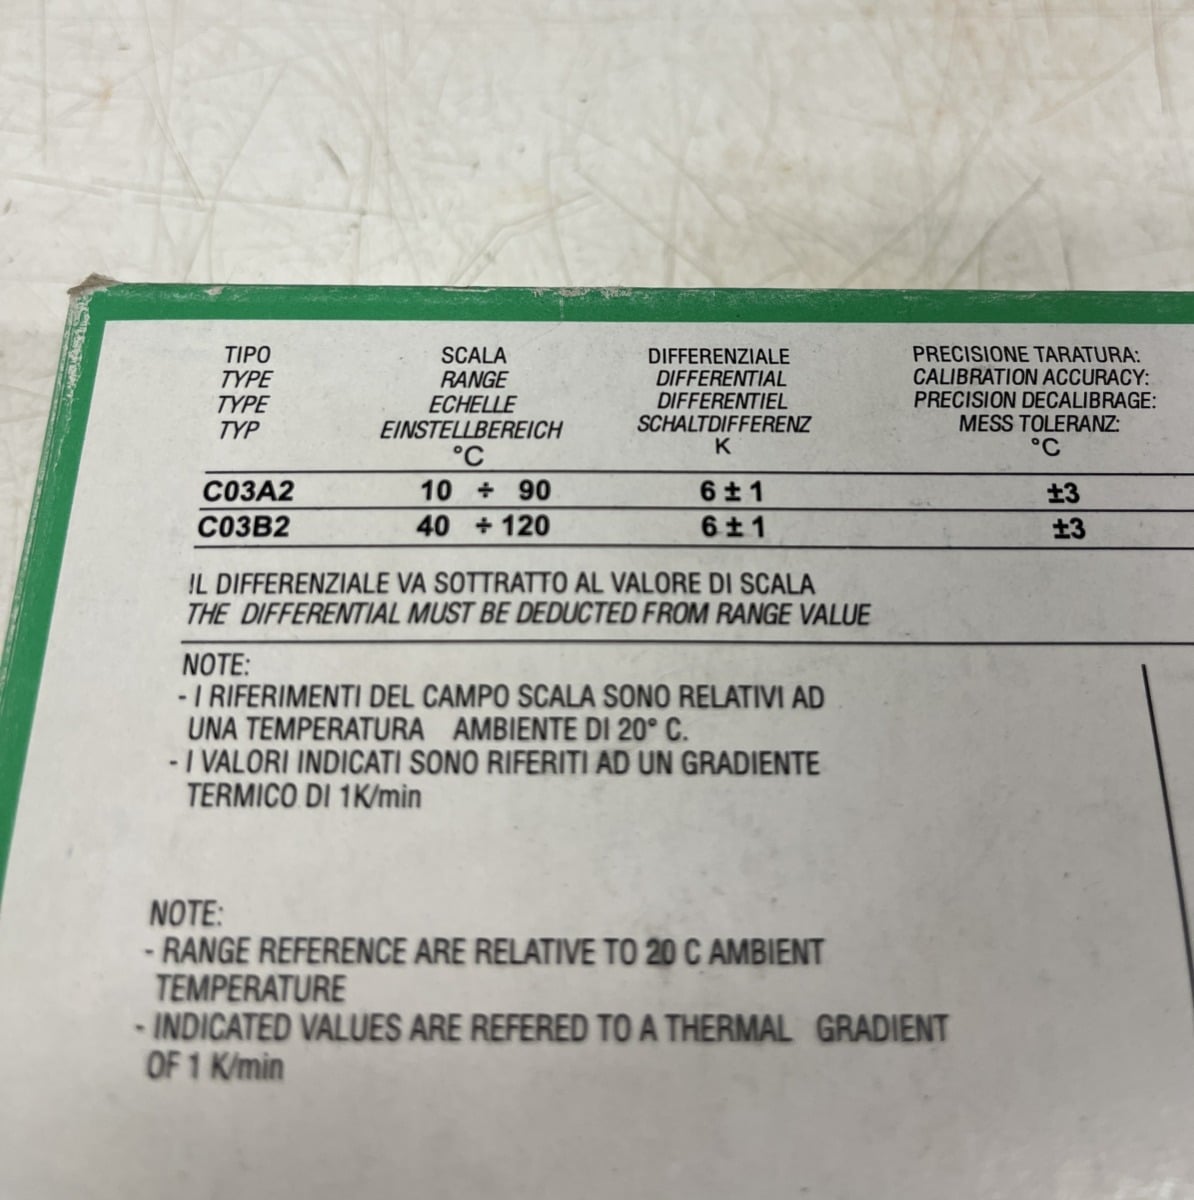 TIPO SCALA DIFFERENZIALE PRECISIONE TARATURA:
TYPE RANGE DIFFERENTIAL CALIBRATION ACCURACY:
TYPE ECHELLE DIFFERENTIEL PRECISION DECALIBRAGE:
TYP EINSTELLBEREICH SCHALTDIFFERENZ MESS TOLERANZ:
°C K °C
C03A2 10 ÷ 90 6 ± 1 ±3
C03B2 40 ÷ 120 6 ± 1 ±3
IL DIFFERENZIALE VA SOTTRATTO AL VALORE DI SCALA
THE DIFFERENTIAL MUST BE DEDUCTED FROM RANGE VALUE
NOTE:
- I RIFERIMENTI DEL CAMPO SCALA SONO RELATIVI AD
UNA TEMPERATURA AMBIENTE DI 20° C.
- I VALORI INDICATI SONO RIFERITI AD UN GRADIENTE
TERMICO DI 1K/min
NOTE:
- RANGE REFERENCE ARE RELATIVE TO 20 C AMBIENT
TEMPERATURE
- INDICATED VALUES ARE REFERED TO A THERMAL GRADIENT
OF 1 K/min